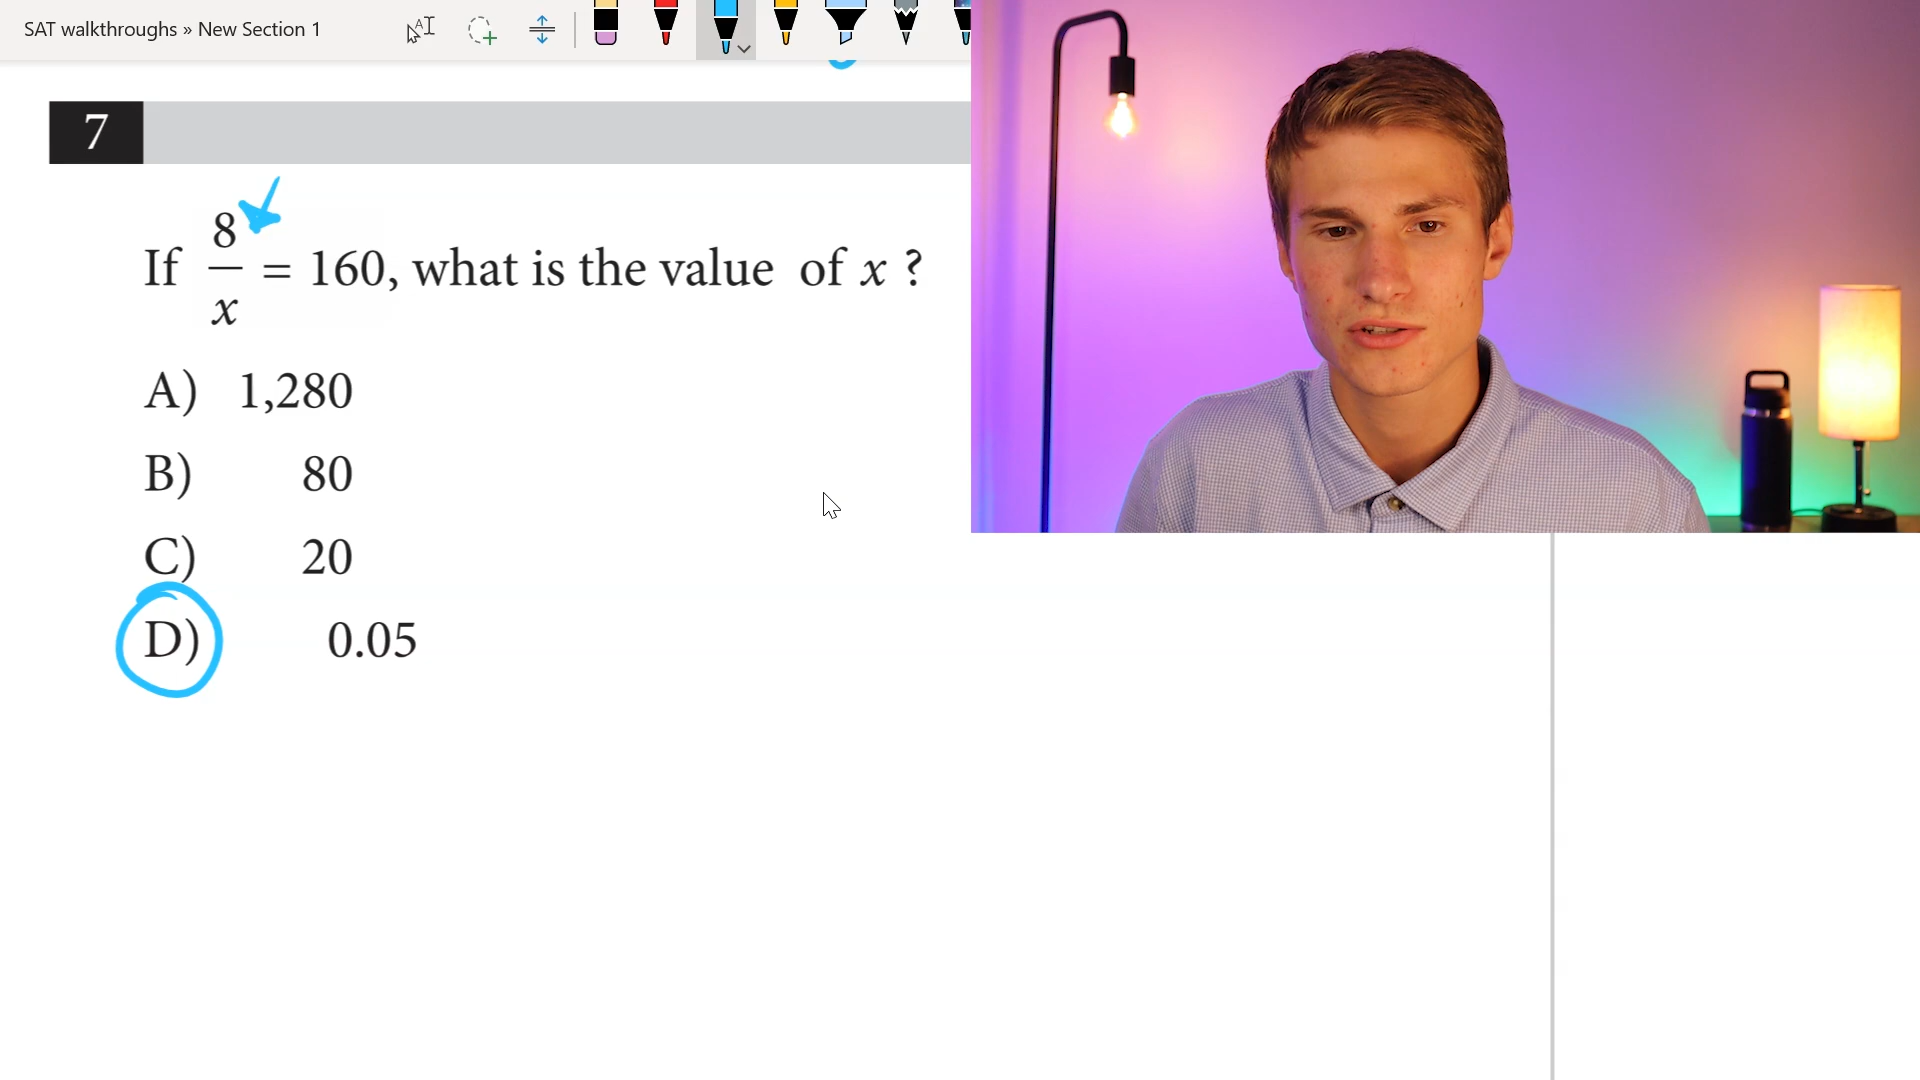 SAT walkthroughs » New Section 1
7
If 8/x = 160, what is the value of x ?
A) 1,280
B) 80
C) 20
D) 0.05